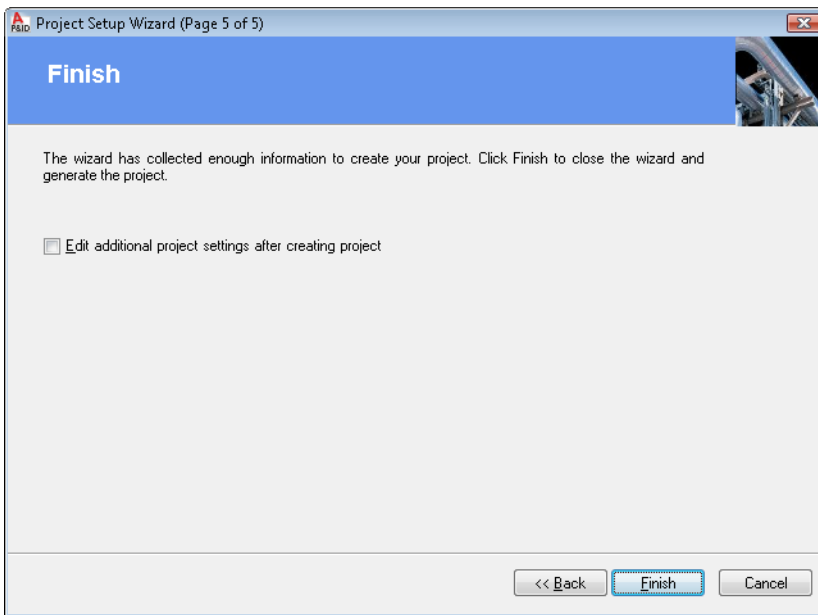 A
P&ID
Project Setup Wizard (Page 5 of 5)
Finish
The wizard has collected enough information to create your project. Click Finish to close the wizard and
generate the project.
Edit additional project settings after creating project
<< Back
Finish
Cancel